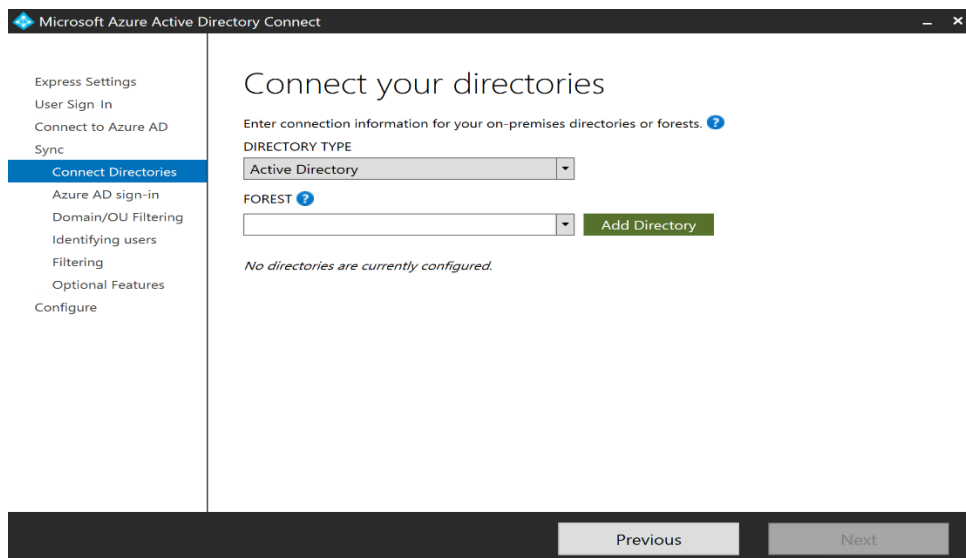 Microsoft Azure Active Directory Connect
Express Settings
User Sign In
Connect to Azure AD
Sync
Connect Directories
Azure AD sign-in
Domain/OU Filtering
Identifying users
Filtering
Optional Features
Configure
Connect your directories
Enter connection information for your on-premises directories or forests. ?
DIRECTORY TYPE
Active Directory
FOREST ?
Add Directory
No directories are currently configured.
Previous
Next